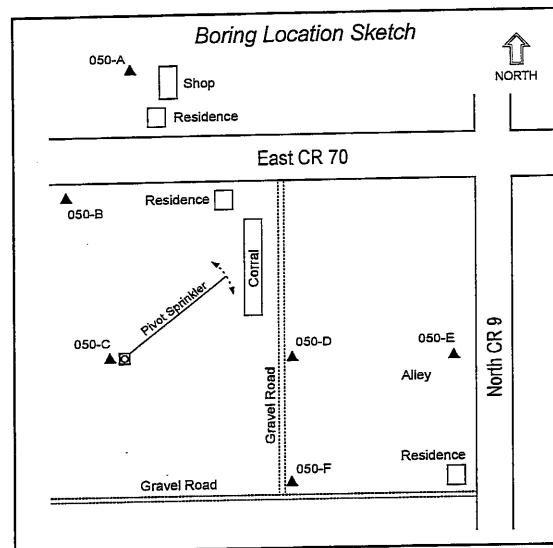 Boring Location Sketch
050-A
Shop
NORTH
Residence
East CR 70
050-B
Residence
Corral
Pivot Sprinkler
050-C
050-D
050-E
Alley
Gravel Road
North CR 9
050-F
Residence
Gravel Road